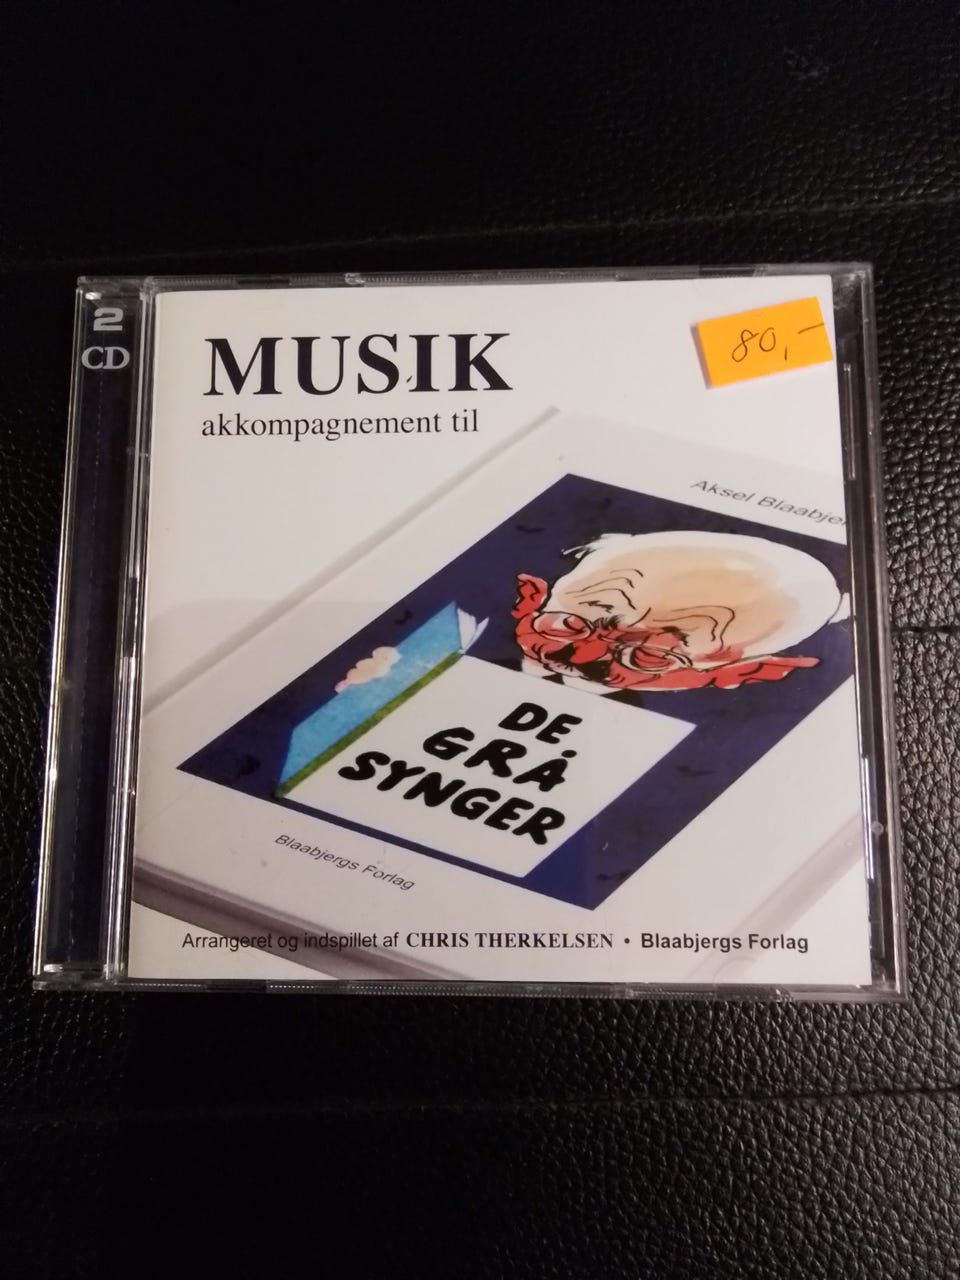 2
CD
MUSIK
akkompagnement til
80,-
Aksel
DE
GRÅ
SYNGER
Blaabjergs Forlag
Arrangeret og indspillet af CHRIS THERKELSEN • Blaabjergs Forlag